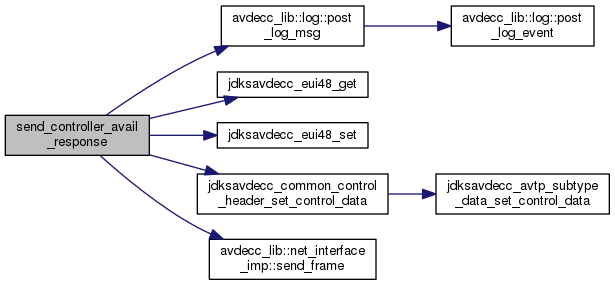 avdecc_lib::log::post
_log_msg
avdecc_lib::log::post
_log_event
jdksavdecc_eui48_get
send_controller_avail
_response
jdksavdecc_eui48_set
jdksavdecc_common_control
_header_set_control_data
jdksavdecc_avtp_subtype
_data_set_control_data
avdecc_lib::net_interface
_imp::send_frame